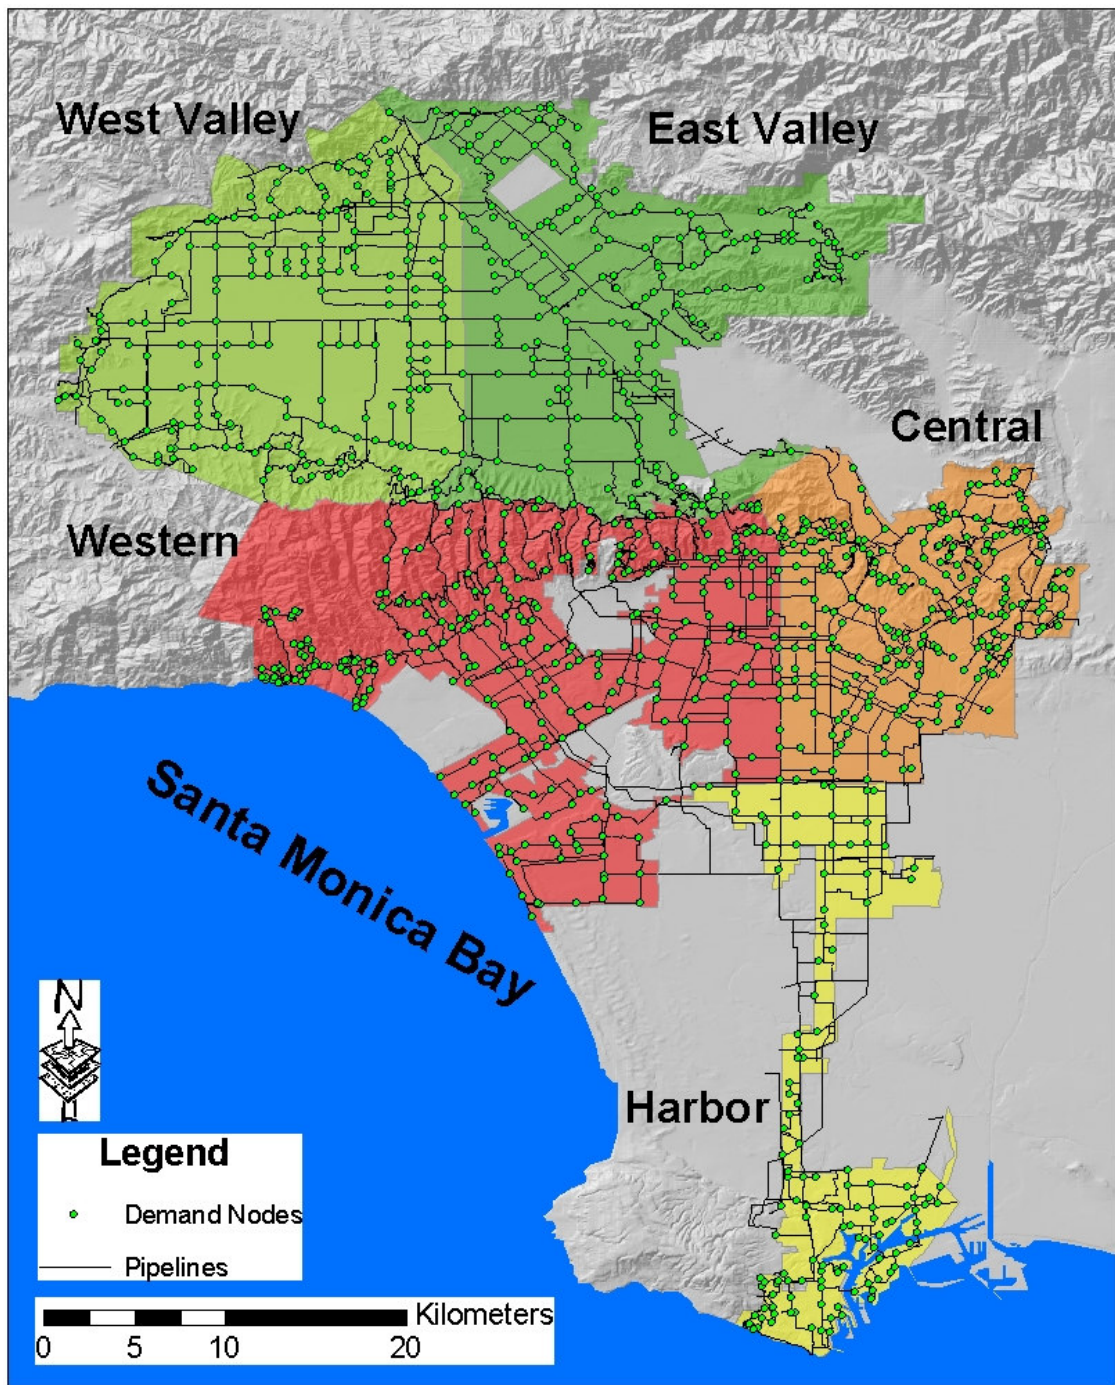 West Valley
East Valley
Central
Western
Santa Monica Bay
N
Harbor
Legend
Demand Nodes
Pipelines
Kilometers
0 5 10 20